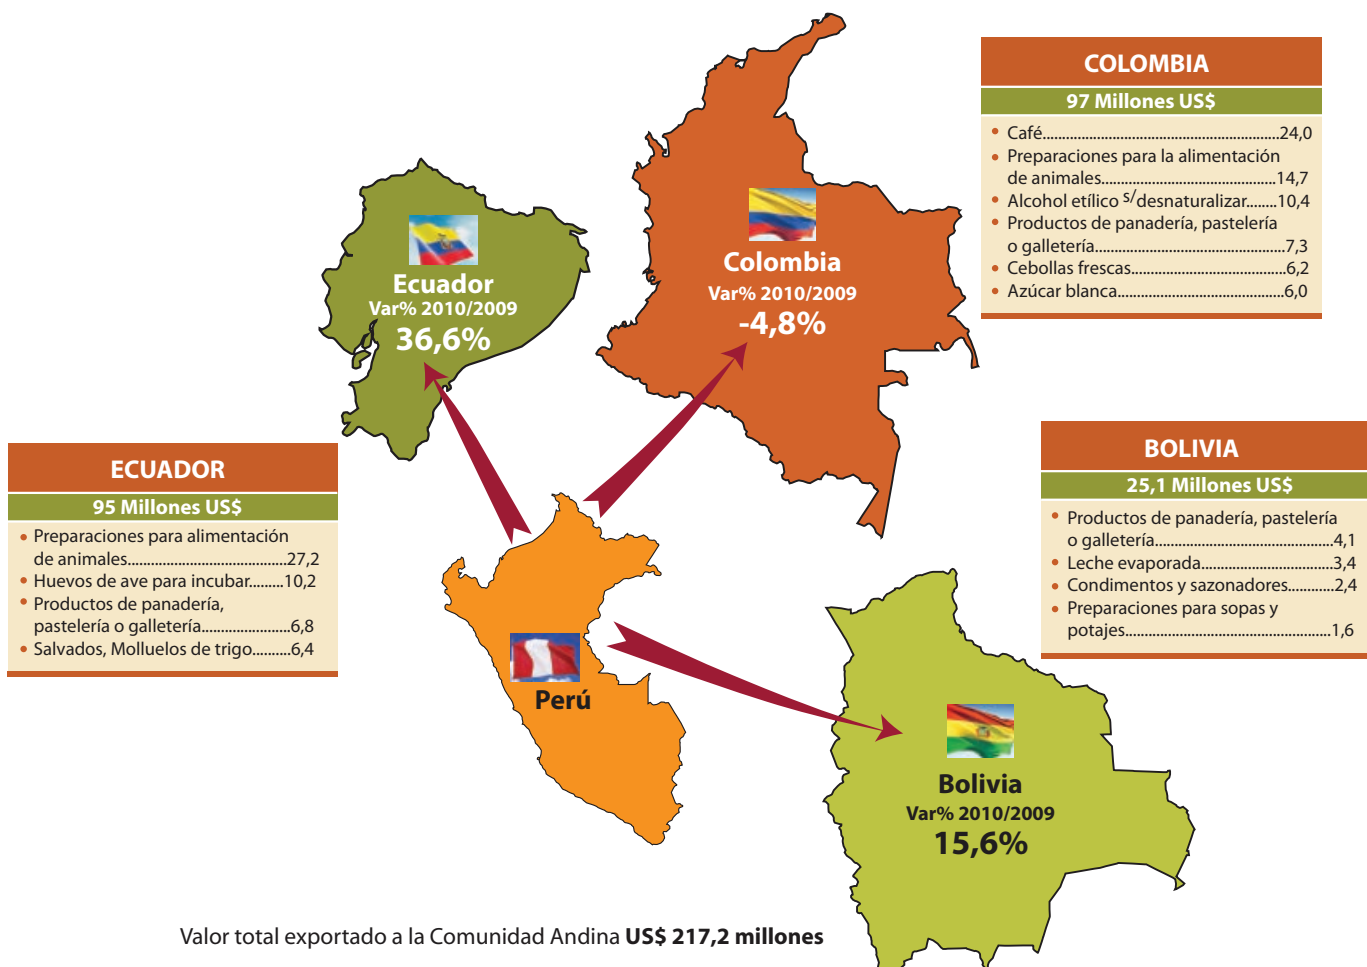 COLOMBIA
97 Millones US$
• Café................................................24,0
• Preparaciones para la alimentación
de animales...................................14,7
• Alcohol etílico s/desnaturalizar........10,4
• Productos de panadería, pastelería
o galletería......................................7,3
• Cebollas frescas...............................6,2
• Azúcar blanca..................................6,0
Ecuador
Var% 2010/2009
36,6%
Colombia
Var% 2010/2009
-4,8%
ECUADOR
95 Millones US$
• Preparaciones para alimentación
de animales.....................................27,2
• Huevos de ave para incubar.........10,2
• Productos de panadería,
pastelería o galletería.......................6,8
• Salvados, Molluelos de trigo..........6,4
BOLIVIA
25,1 Millones US$
• Productos de panadería, pastelería
o galletería....................................4,1
• Leche evaporada...........................3,4
• Condimentos y sazonadores............2,4
• Preparaciones para sopas y
potajes..........................................1,6
Perú
Bolivia
Var% 2010/2009
15,6%
Valor total exportado a la Comunidad Andina US$ 217,2 millones